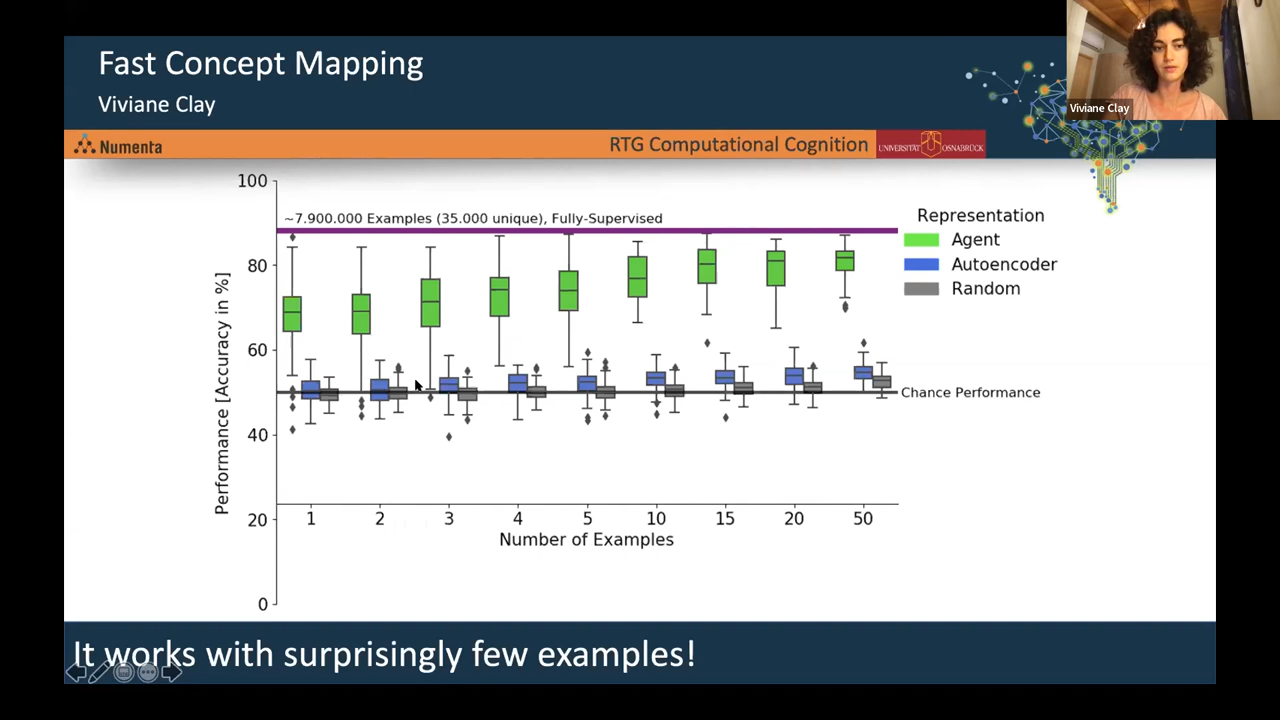 Fast Concept Mapping
Viviane Clay
Viviane Clay
Numenta
RTG Computational Cognition
UNIVERSITÄT OSNABRÜCK
100
80
60
40
20
0
Performance [Accuracy in %]
~7.900.000 Examples (35.000 unique), Fully-Supervised
Representation
Agent
Autoencoder
Random
Chance Performance
1 2 3 4 5 10 15 20 50
Number of Examples
It works with surprisingly few examples!